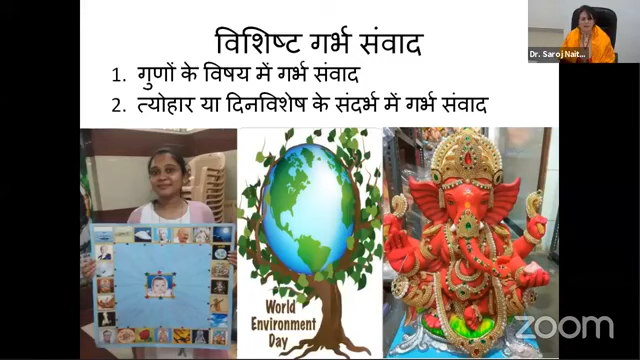 विशिष्ट गर्भ संवाद
1. गुणों के विषय में गर्भ संवाद
2. त्योहार या दिनविशेष के संदर्भ में गर्भ संवाद
World
Environment
Day
Dr. Saroj Nait...
zoom